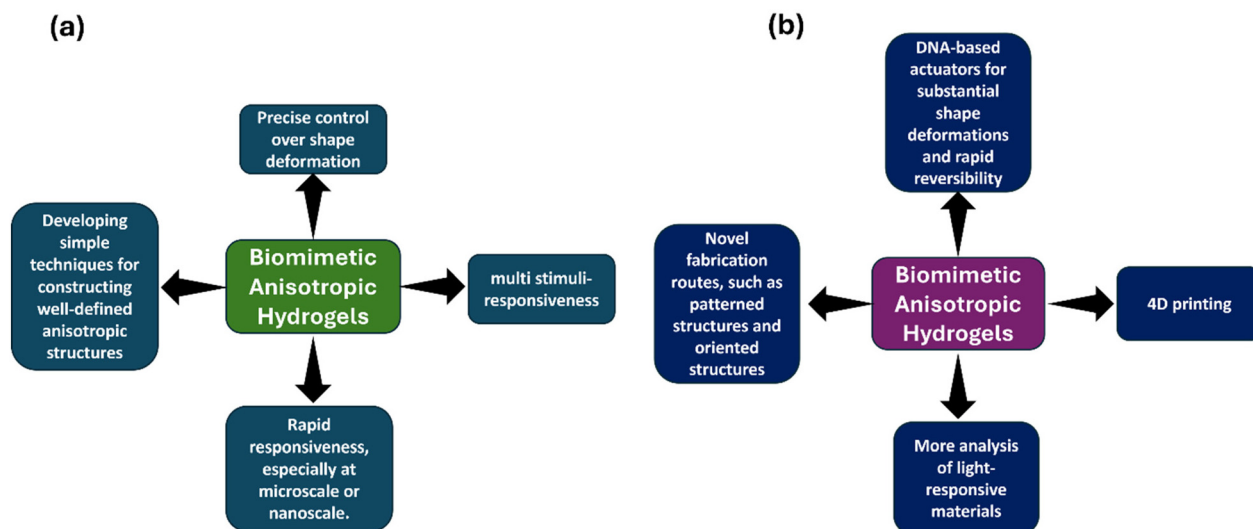 (a)
Precise control
over shape
deformation
Developing
simple
techniques for
constructing
well-defined
anisotropic
structures
Biomimetic
Anisotropic
Hydrogels
multi stimuli-
responsiveness
Rapid
responsiveness,
especially at
microscale or
nanoscale.
(b)
DNA-based
actuators for
substantial
shape
deformations
and rapid
reversibility
Novel
fabrication
routes, such as
patterned
structures and
oriented
structures
Biomimetic
Anisotropic
Hydrogels
4D printing
More analysis
of light-
responsive
materials